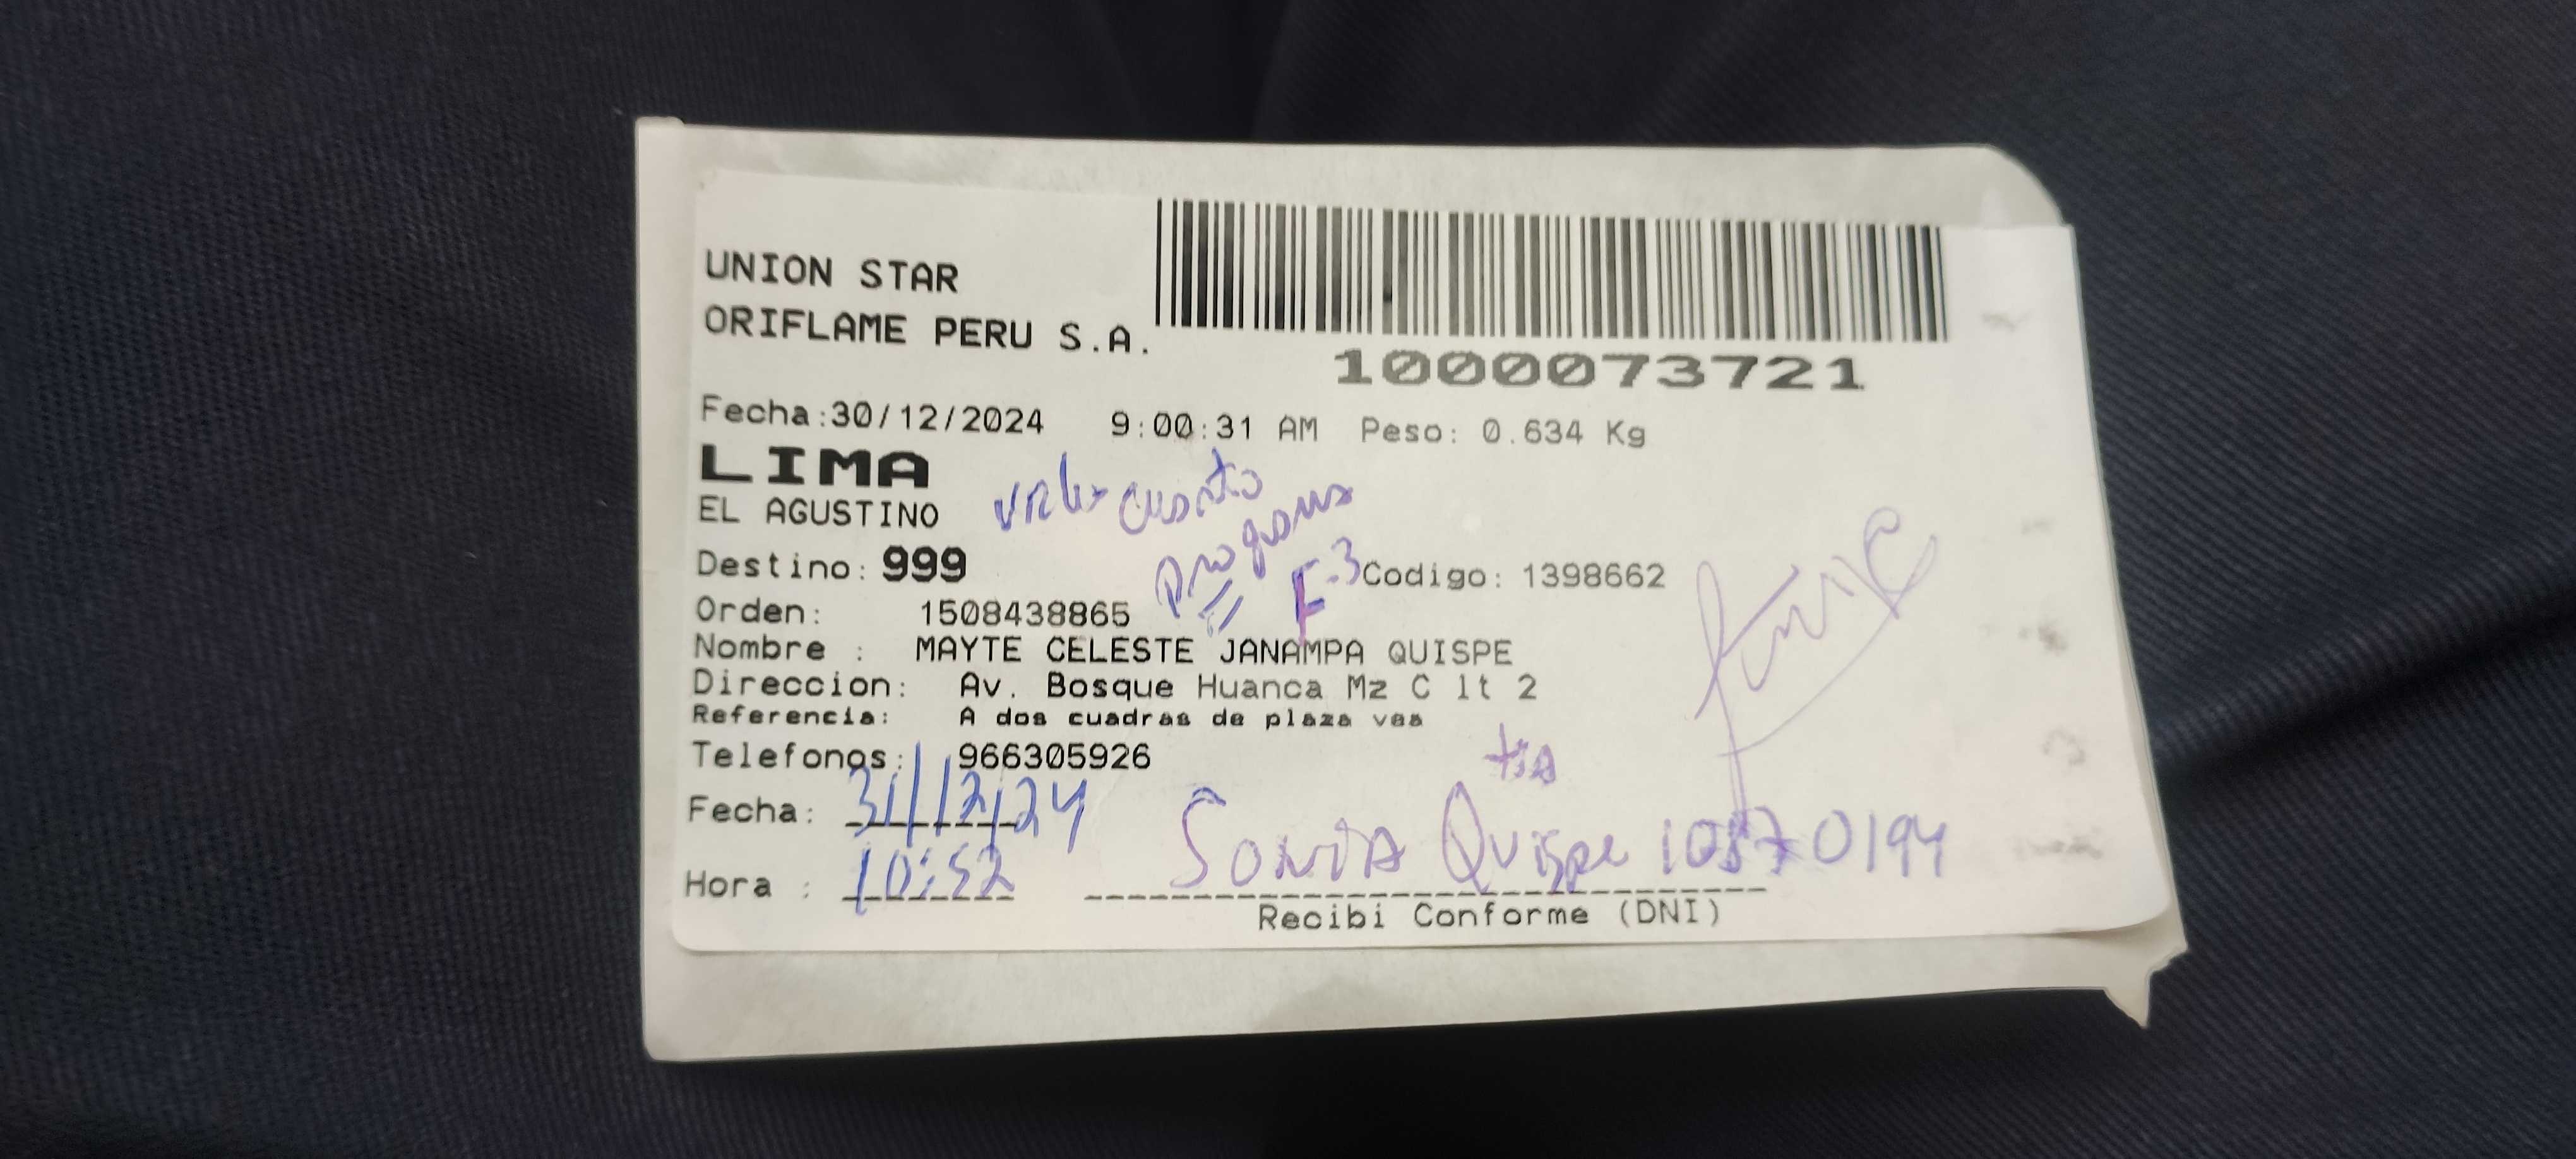 UNION STAR
ORIFLAME PERU S.A.
1000073721
Fecha:30/12/2024 9:00:31 AM Peso: 0.634 Kg
LIMA
EL AGUSTINO
Destino: 999
F-3
Codigo: 1398662
Orden: 1508438865
Nombre : MAYTE CELESTE JANAMPA QUISPE
Direccion: Av. Bosque Huanca Mz C lt 2
Referencia: A dos cuadras de plaza vea
Telefonos: 966305926
tia
Fecha: 31/12/24
Hora : 10:52
Sonia Quispe
Recibi Conforme (DNI)